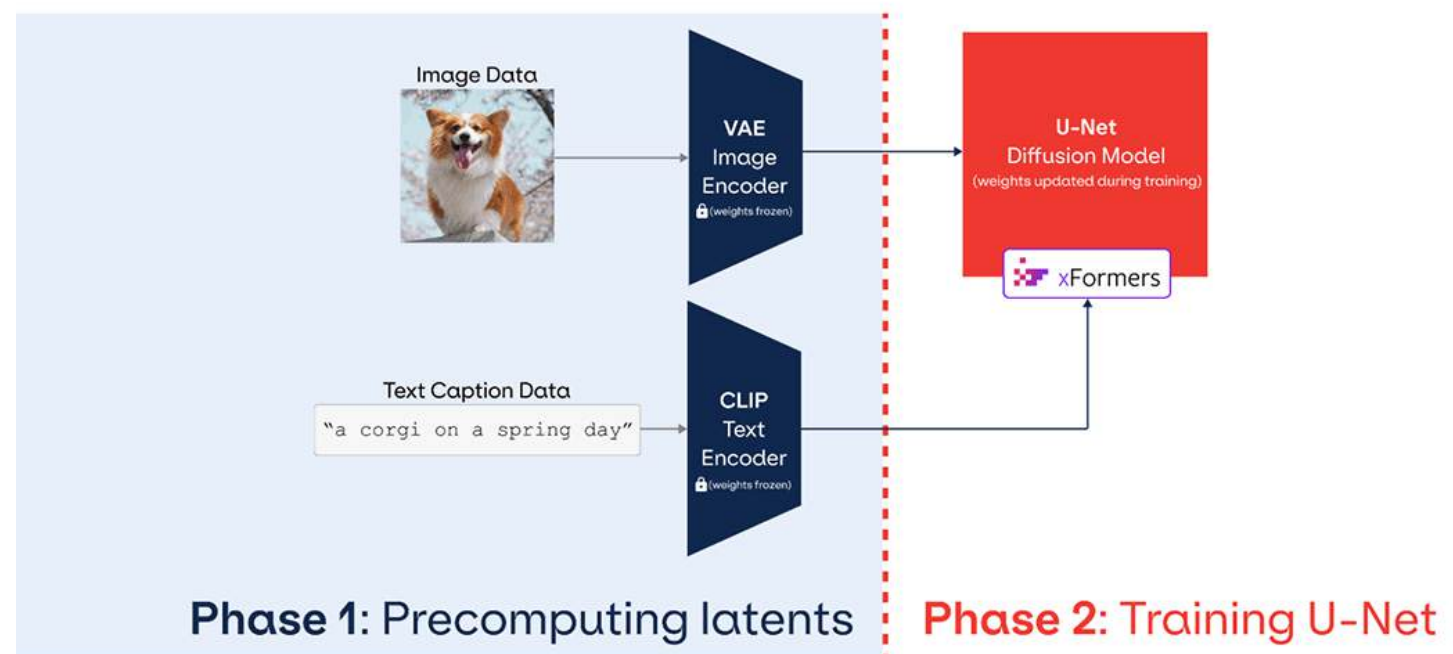 Image Data
VAE
Image
Encoder
(weights frozen)
U-Net
Diffusion Model
(weights updated during training)
xFormers
Text Caption Data
“a corgi on a spring day”
CLIP
Text
Encoder
(weights frozen)
Phase 1: Precomputing latents
Phase 2: Training U-Net